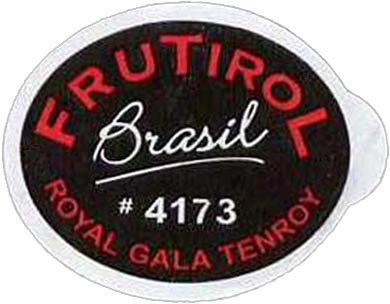 FRUTIROL
Brasil
# 4173
ROYAL GALA TENROY